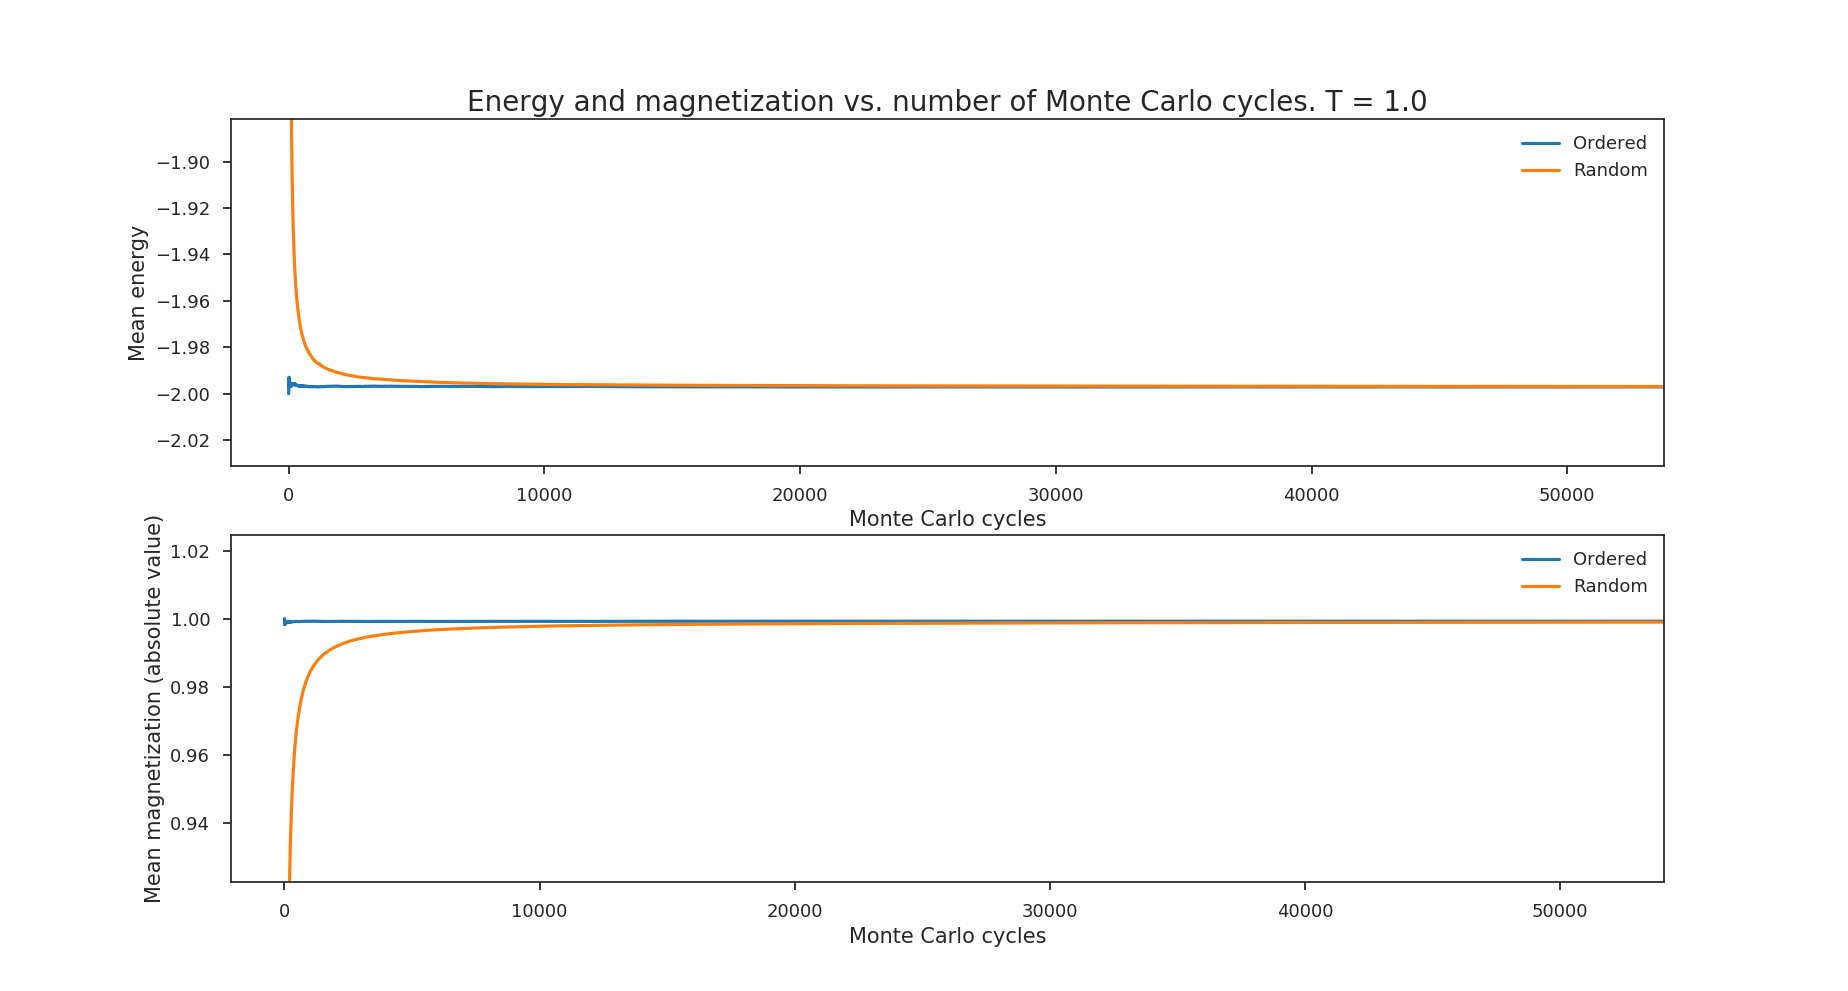 Energy and magnetization vs. number of Monte Carlo cycles. T = 1.0
Ordered
Random
Mean energy
−1.90
−1.92
−1.94
−1.96
−1.98
−2.00
−2.02
0 10000 20000 30000 40000 50000
Monte Carlo cycles
Ordered
Random
Mean magnetization (absolute value)
1.02
1.00
0.98
0.96
0.94
0 10000 20000 30000 40000 50000
Monte Carlo cycles